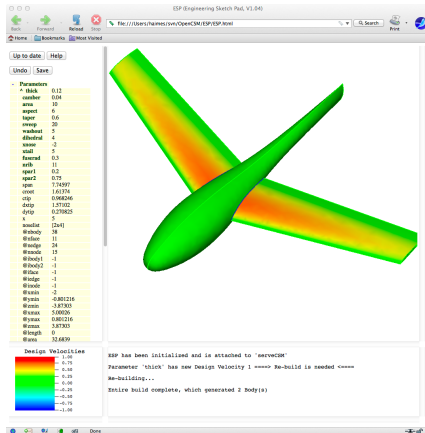 ESP (Engineering Sketch Pad, V1.04)
Back Forward Reload Stop file:///Users/haimes/svn/OpenCSM/ESP/ESP.html Search Print
Home Bookmarks Most Visited
Up to date Help
Undo Save
- Parameters
^ thick 0.12
camber 0.04
area 10
aspect 6
taper 0.6
sweep 20
washout 5
dihedral 4
xnose -2
xtail 5
fuserad 0.3
nrib 11
spar1 0.2
spar2 0.75
span 7.74597
croot 1.61374
ctip 0.968246
dxtip 1.57102
dytip 0.270825
x 5
noselist [2x4]
@nbody 38
@nface 11
@nedge 24
@nnode 15
@ibody1 -1
@ibody2 -1
@iface -1
@iedge -1
@inode -1
@xmin -2
@ymin -0.801216
@zmin -3.87303
@xmax 5.00026
@ymax 0.801216
@zmax 3.87303
@length 0
@area 32.6839
Design Velocities
1.00
0.75
0.50
0.25
0.00
-0.25
-0.50
-0.75
-1.00
ESP has been initialized and is attached to 'serveCSM'
Parameter 'thick' has new Design Velocity 1 ====> Re-build is needed <====
Re-building...
Entire build complete, which generated 2 Body(s)
Done